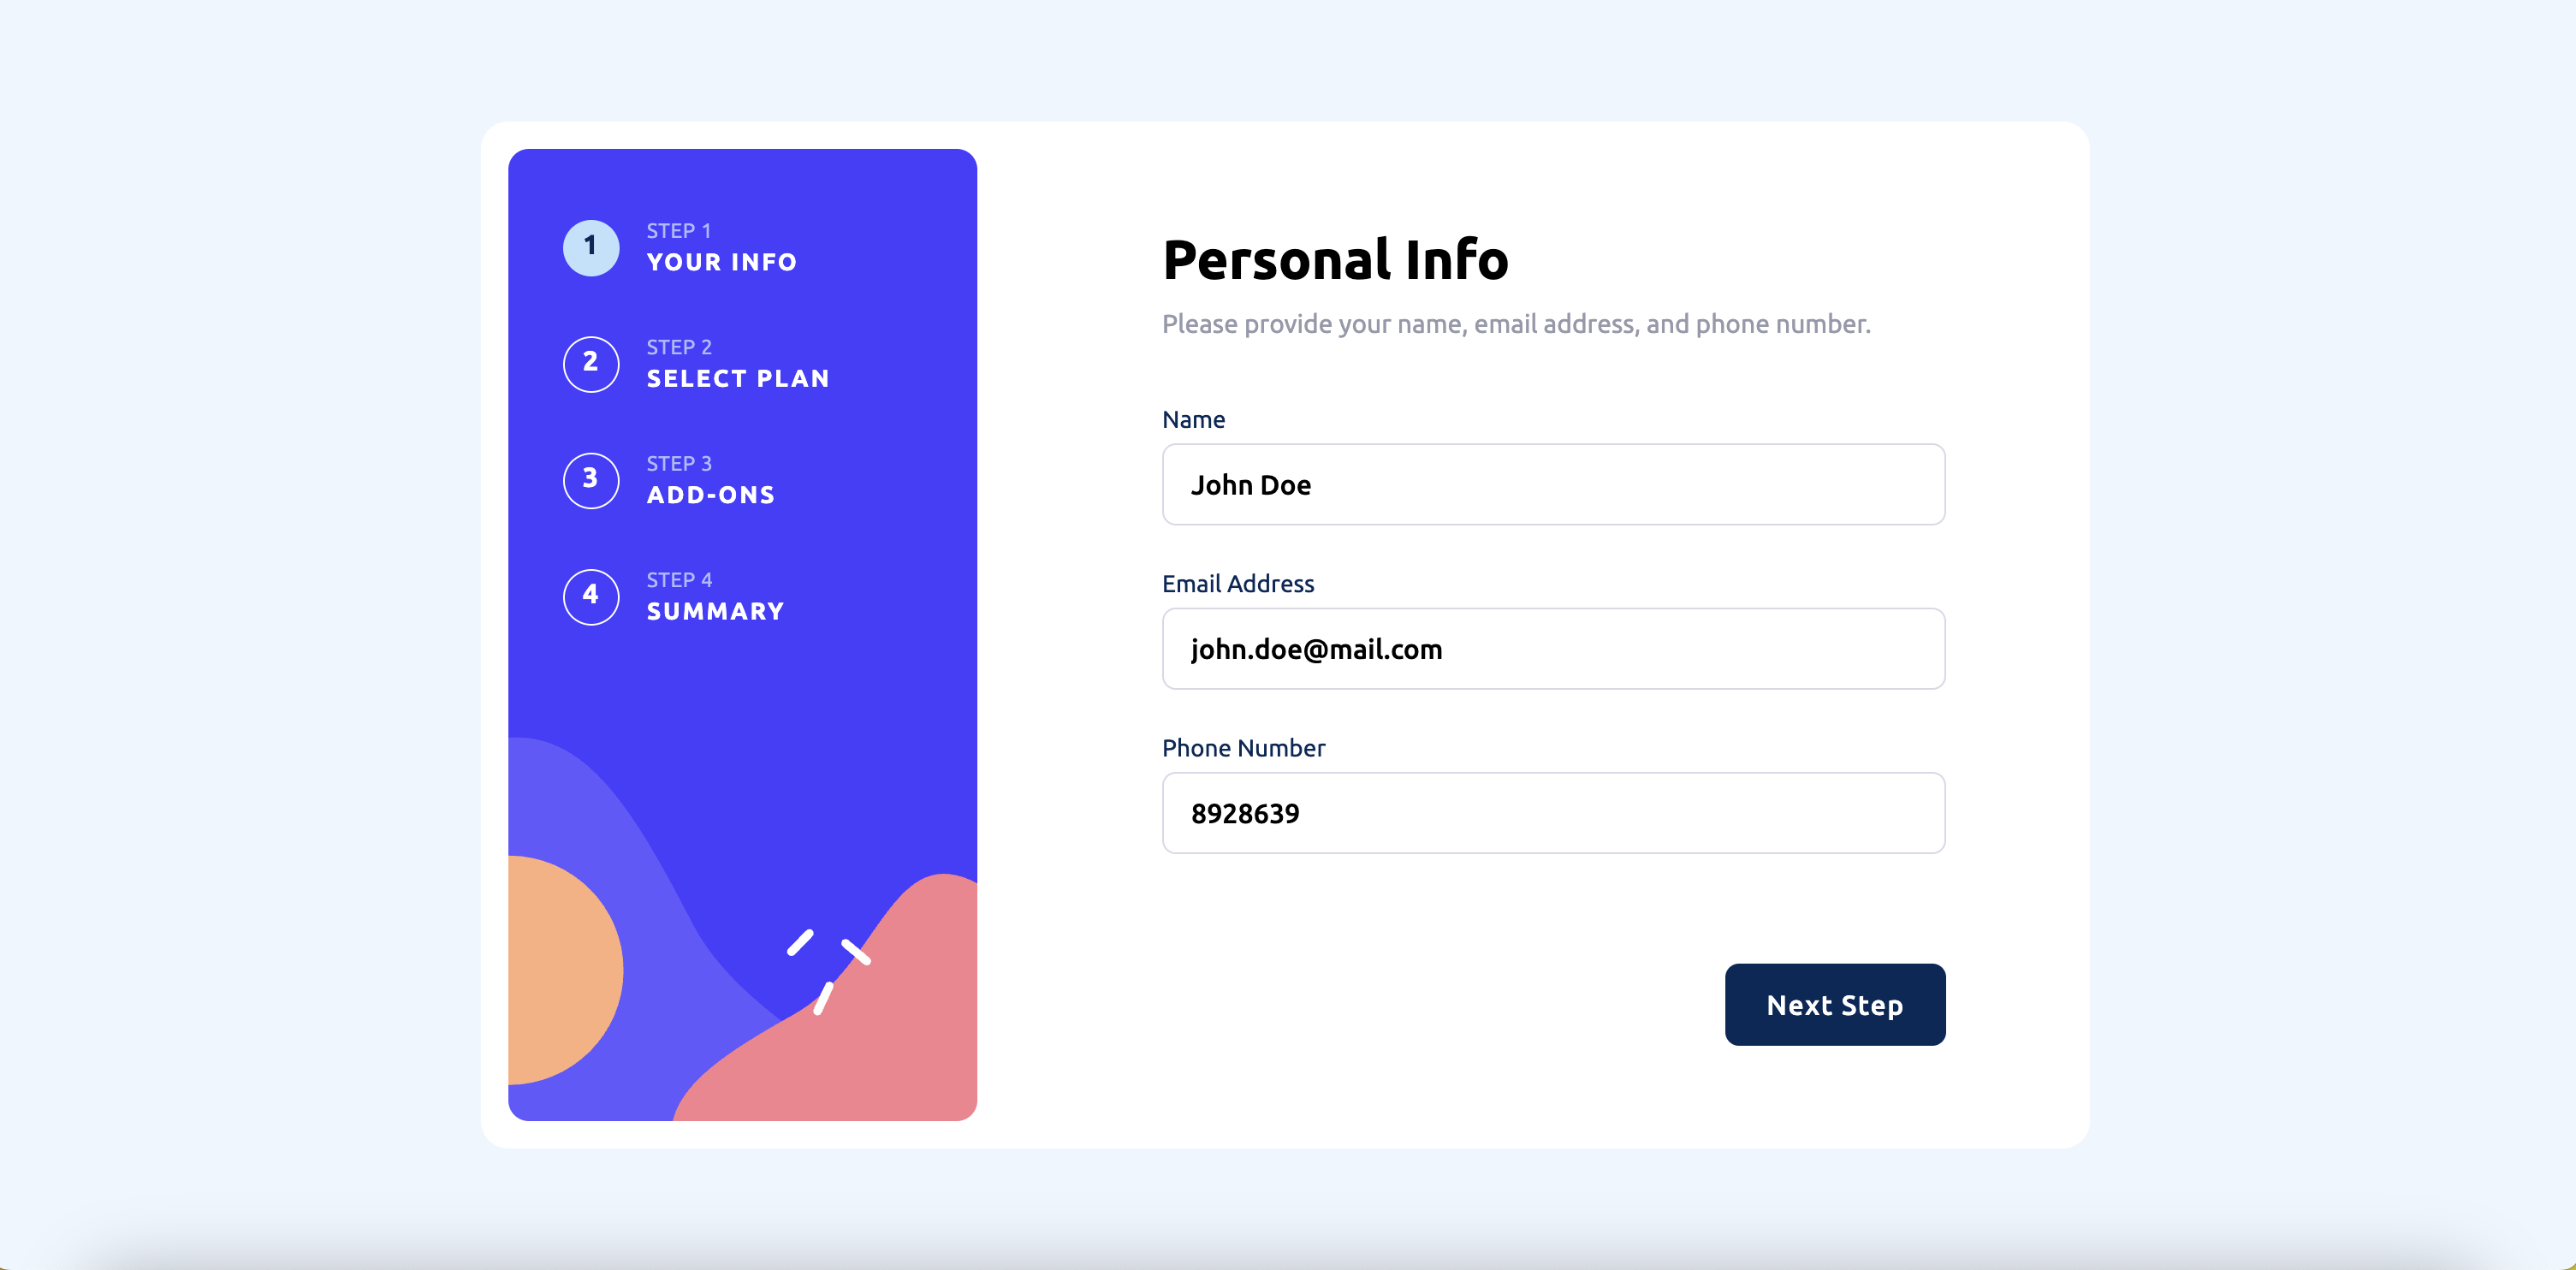 1
STEP 1
YOUR INFO
2
STEP 2
SELECT PLAN
3
STEP 3
ADD-ONS
4
STEP 4
SUMMARY
Personal Info
Please provide your name, email address, and phone number.
Name
John Doe
Email Address
john.doe@mail.com
Phone Number
8928639
Next Step